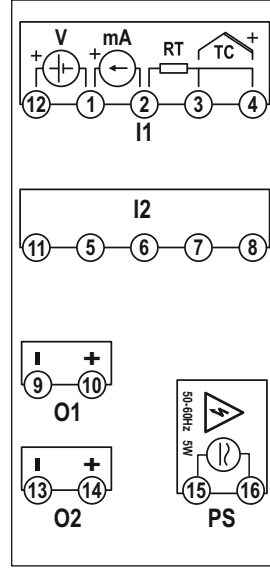 V mA RT TC
+ + +
12 1 2 3 4
I1
I2
11 5 6 7 8
- +
9 10
O1
- +
13 14
O2
50-60Hz 5W
15 16
PS